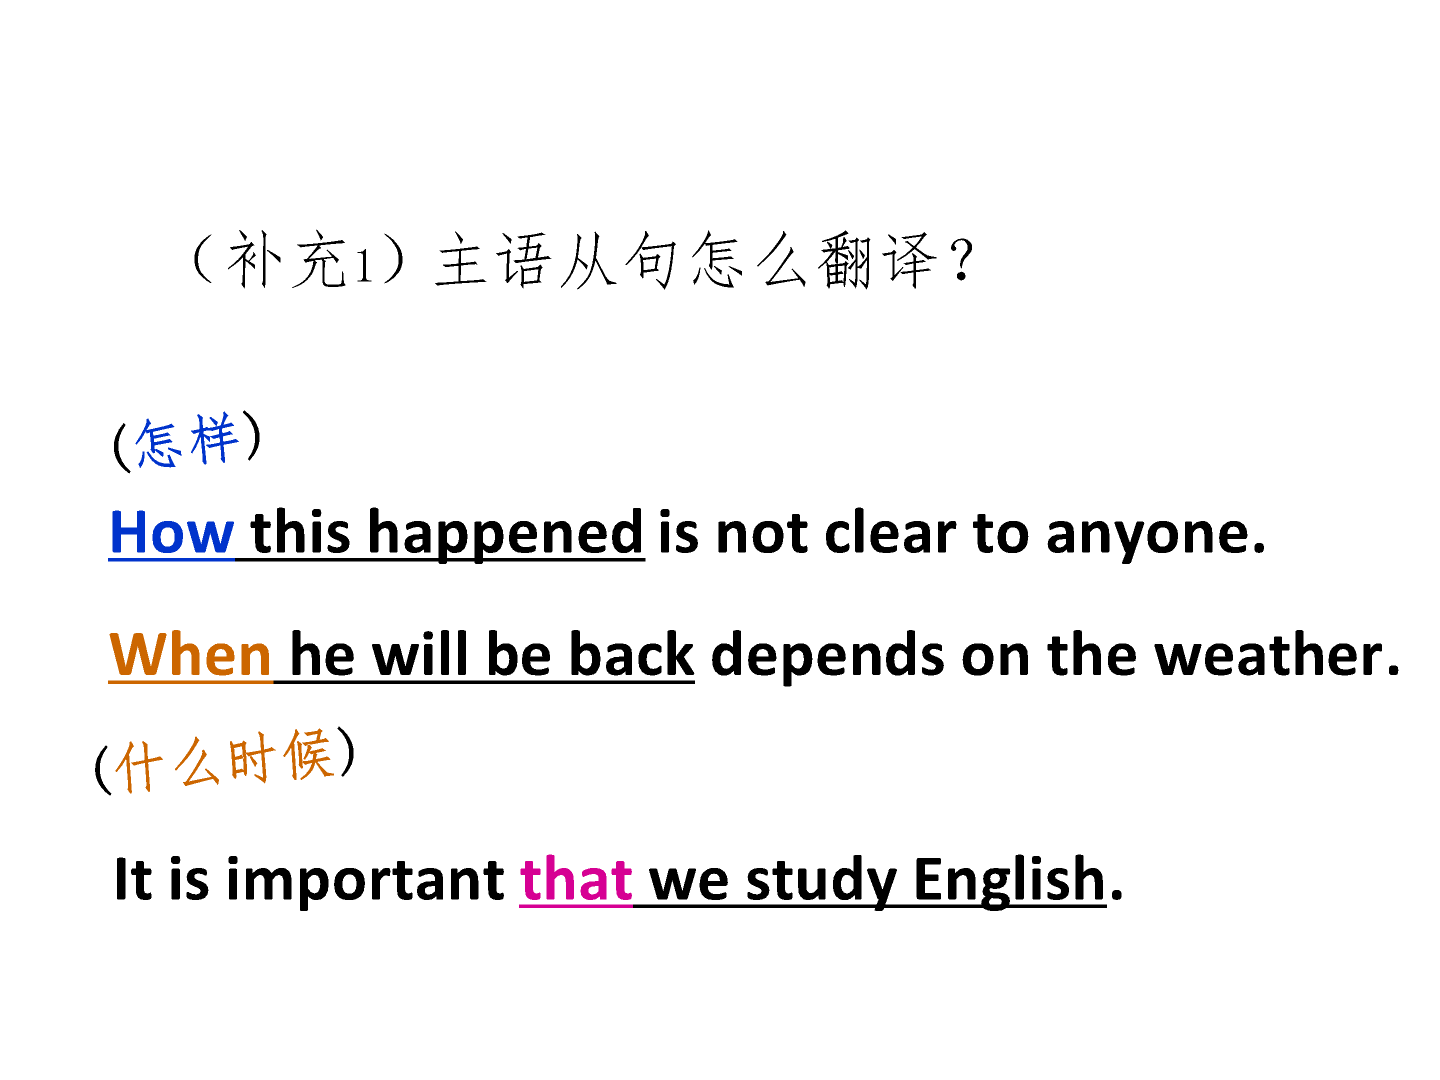 （补充1）主语从句怎么翻译？
(怎样)
How this happened is not clear to anyone.
When he will be back depends on the weather.
(什么时候)
It is important that we study English.